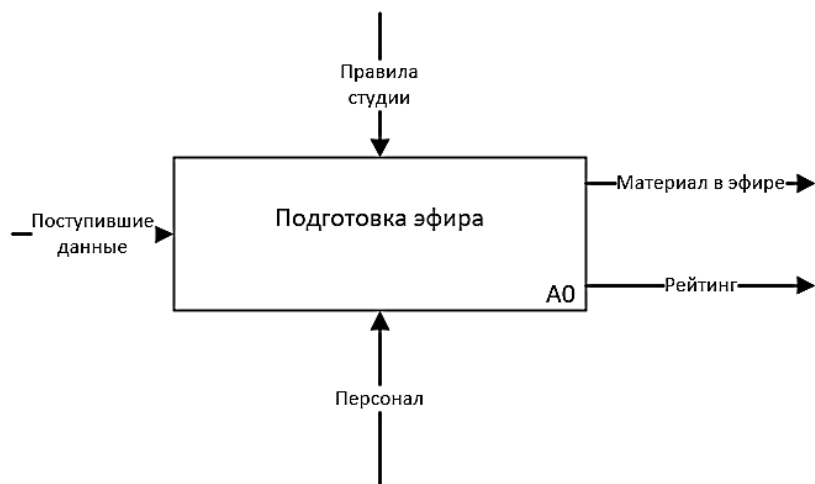 Правила
студии
Материал в эфире
Поступившие
данные
Подготовка эфира
Рейтинг
A0
Персонал